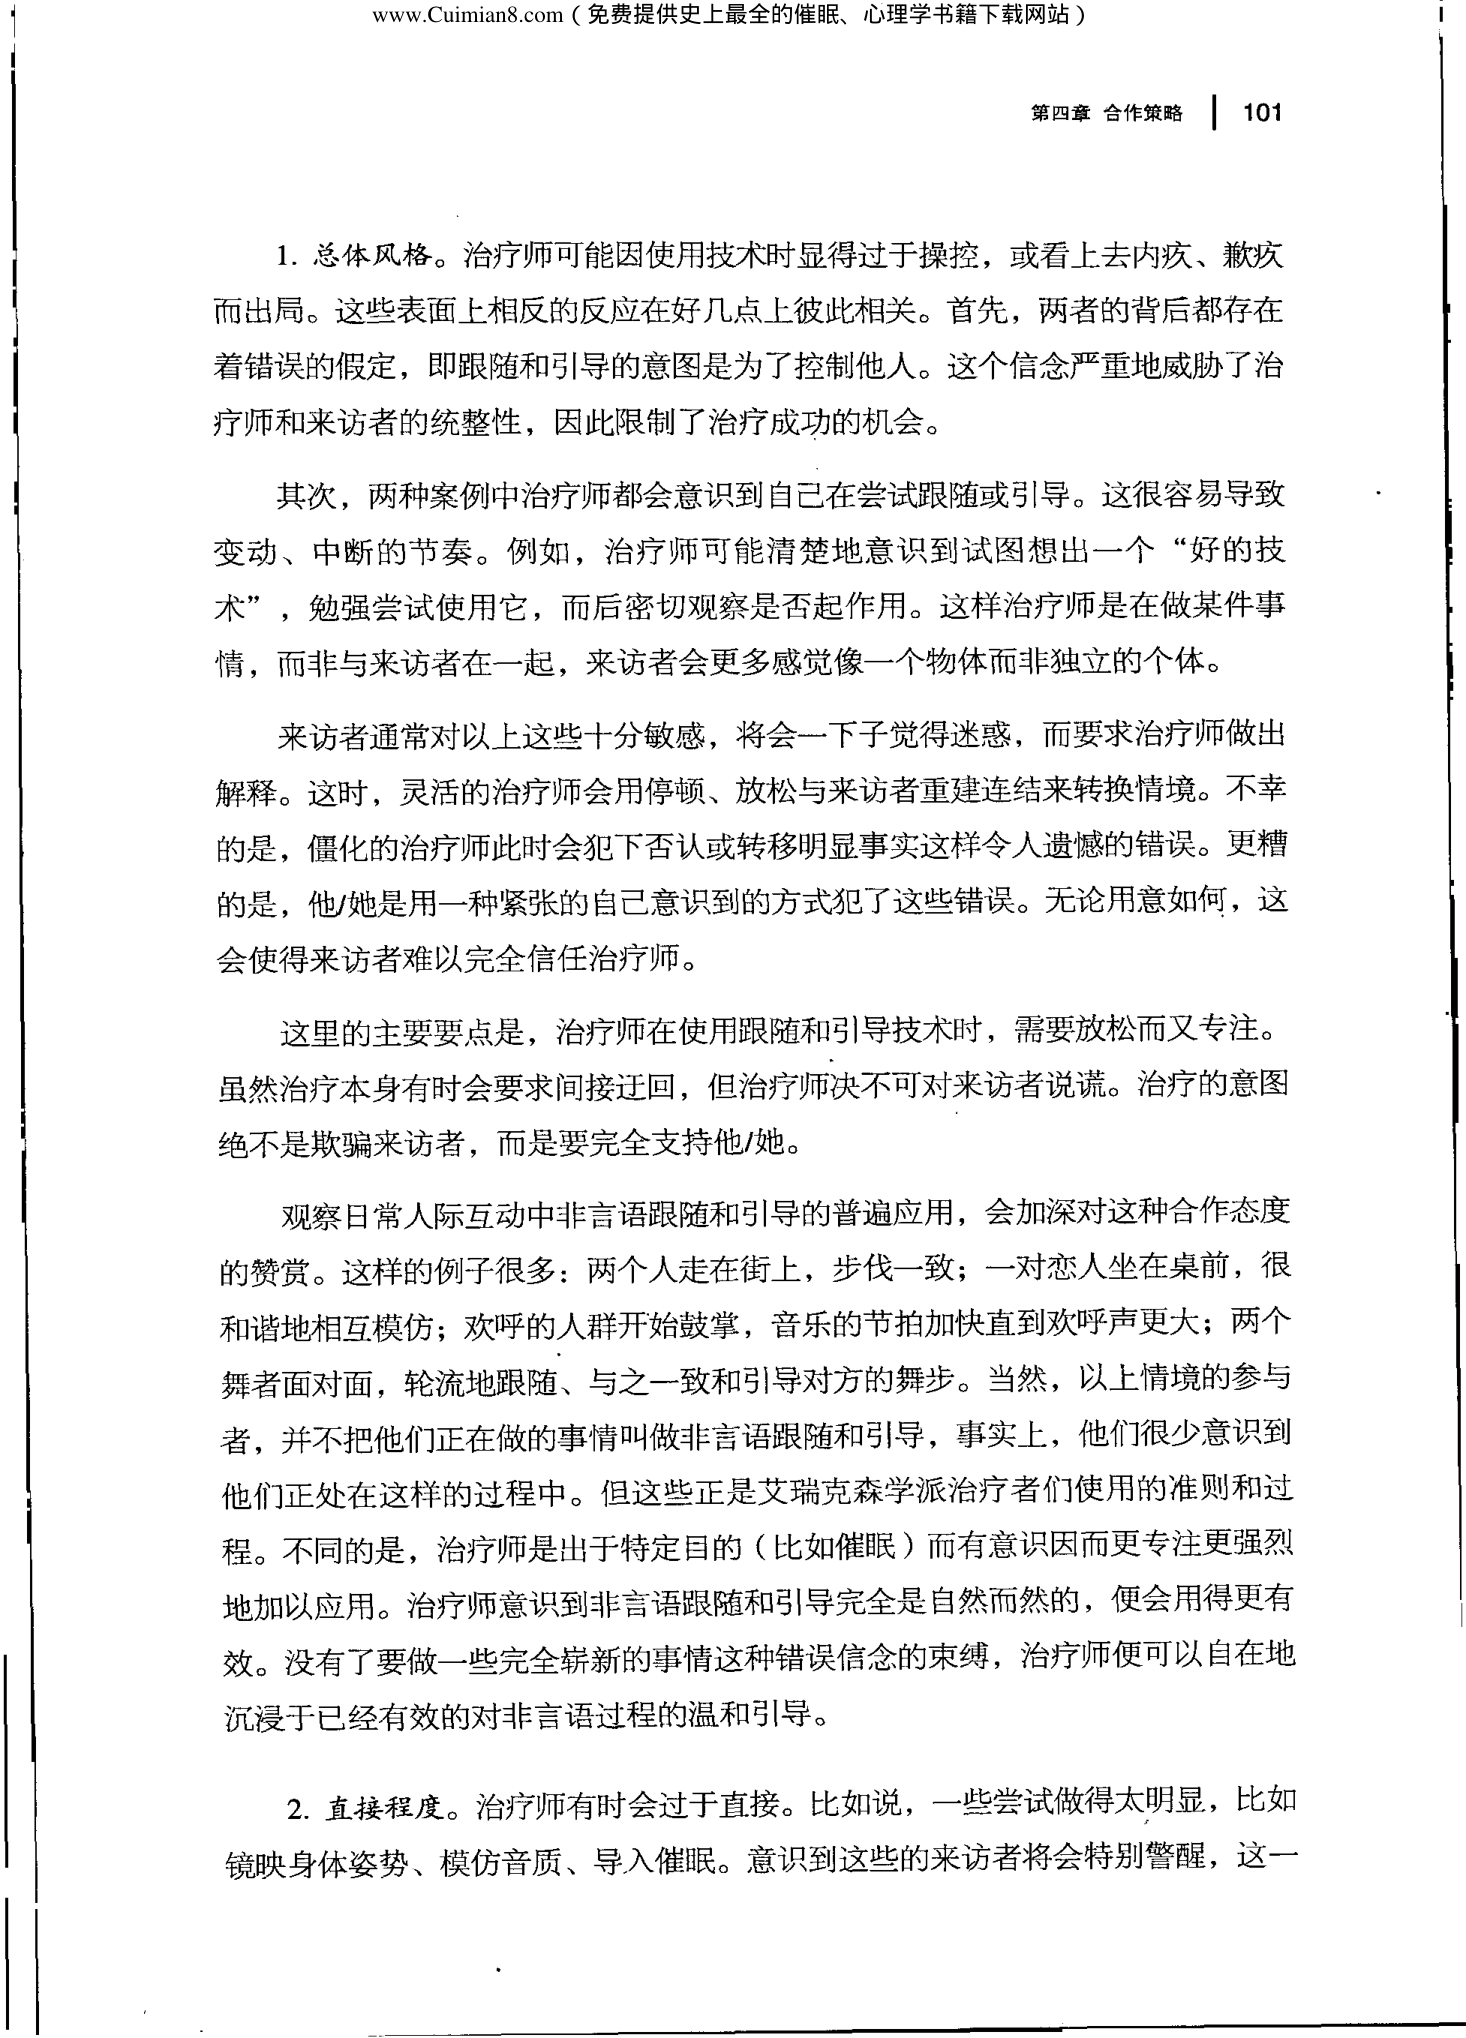 www.Cuimian8.com（免费提供史上最全的催眠、心理学书籍下载网站）
第四章 合作策略 101
1. 总体风格。治疗师可能因使用技术时显得过于操控，或看上去内疚、歉疚
而出局。这些表面上相反的反应在好几点上彼此相关。首先，两者的背后都存在
着错误的假定，即跟随和引导的意图是为了控制他人。这个信念严重地威胁了治
疗师和来访者的统整性，因此限制了治疗成功的机会。
其次，两种案例中治疗师都会意识到自己在尝试跟随或引导。这很容易导致
变动、中断的节奏。例如，治疗师可能清楚地意识到试图想出一个“好的技
术”，勉强尝试使用它，而后密切观察是否起作用。这样治疗师是在做某件事
情，而非与来访者在一起，来访者会更多感觉像一个物体而非独立的个体。
来访者通常对以上这些十分敏感，将会一下子觉得迷惑，而要求治疗师做出
解释。这时，灵活的治疗师会用停顿、放松与来访者重建连结来转换情境。不幸
的是，僵化的治疗师此时会犯下否认或转移明显事实这样令人遗憾的错误。更糟
的是，他/她是用一种紧张的自己意识到的方式犯了这些错误。无论用意如何，这
会使得来访者难以完全信任治疗师。
这里的主要要点是，治疗师在使用跟随和引导技术时，需要放松而又专注。
虽然治疗本身有时会要求间接迂回，但治疗师决不可对来访者说谎。治疗的意图
绝不是欺骗来访者，而是要完全支持他/她。
观察日常人际互动中非言语跟随和引导的普遍应用，会加深对这种合作态度
的赞赏。这样的例子很多：两个人走在街上，步伐一致；一对恋人坐在桌前，很
和谐地相互模仿；欢呼的人群开始鼓掌，音乐的节拍加快直到欢呼声更大；两个
舞者面对面，轮流地跟随、与之一致和引导对方的舞步。当然，以上情境的参与
者，并不把他们正在做的事情叫做非言语跟随和引导，事实上，他们很少意识到
他们正处在这样的过程中。但这些正是艾瑞克森学派治疗者们使用的准则和过
程。不同的是，治疗师是出于特定目的（比如催眠）而有意识因而更专注更强烈
地加以应用。治疗师意识到非言语跟随和引导完全是自然而然的，便会用得更有
效。没有了要做一些完全崭新的事情这种错误信念的束缚，治疗师便可以自在地
沉浸于已经有效的对非言语过程的温和引导。
2. 直接程度。治疗师有时会过于直接。比如说，一些尝试做得太明显，比如
镜映身体姿势、模仿音质、导入催眠。意识到这些的来访者将会特别警醒，这一